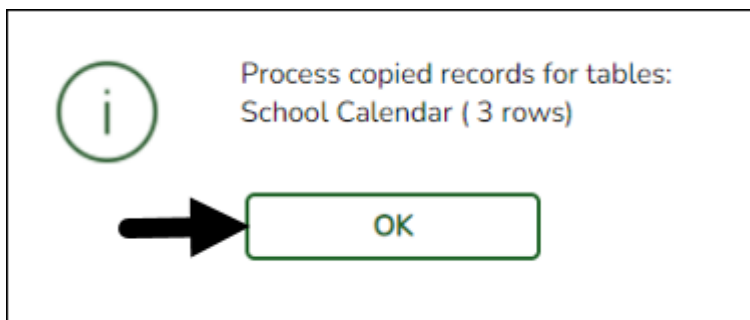 Process copied records for tables:
School Calendar ( 3 rows)
OK